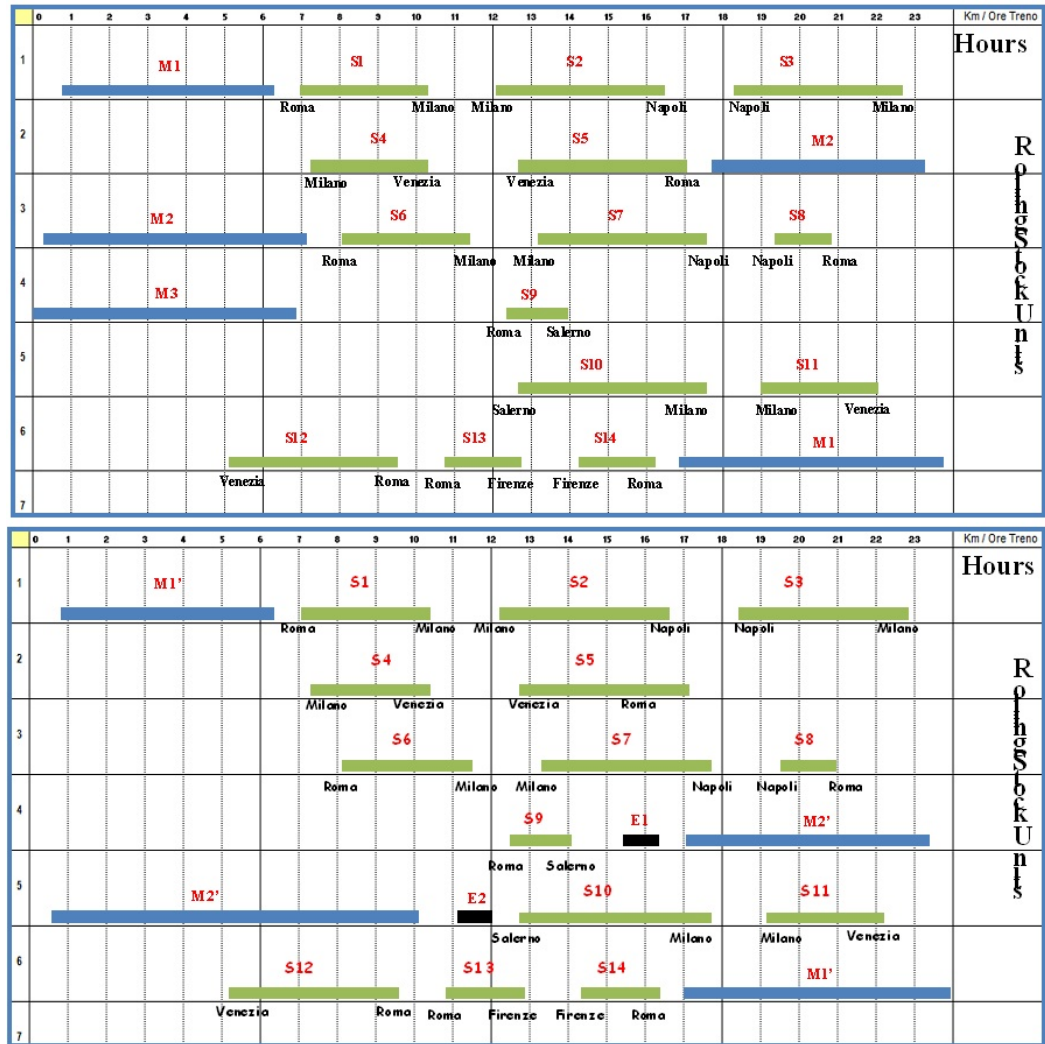 0 1 2 3 4 5 6 7 8 9 10 11 12 13 14 15 16 17 18 19 20 21 22 23 Km / Ore Treno
Hours
1 M1 S1 S2 S3
Roma Milano Milano Napoli Napoli Milano
2 S4 S5 M2
Milano Venezia Venezia Roma
3 M2 S6 S7 S8
Roma Milano Milano Napoli Napoli Roma
4 M3 S9
Roma Salerno
5 S10 S11
Salerno Milano Milano Venezia
6 S12 S13 S14 M1
Venezia Roma Roma Firenze Firenze Roma
7
Rolling Stock Units
0 1 2 3 4 5 6 7 8 9 10 11 12 13 14 15 16 17 18 19 20 21 22 23 Km / Ore Treno
Hours
1 M1' S1 S2 S3
Roma Milano Milano Napoli Napoli Milano
2 S4 S5
Milano Venezia Venezia Roma
3 S6 S7 S8
Roma Milano Milano Napoli Napoli Roma
4 S9 E1 M2'
Roma Salerno
5 M2' E2 S10 S11
Salerno Milano Milano Venezia
6 S12 S13 S14 M1'
Venezia Roma Roma Firenze Firenze Roma
7
Rolling Stock Units